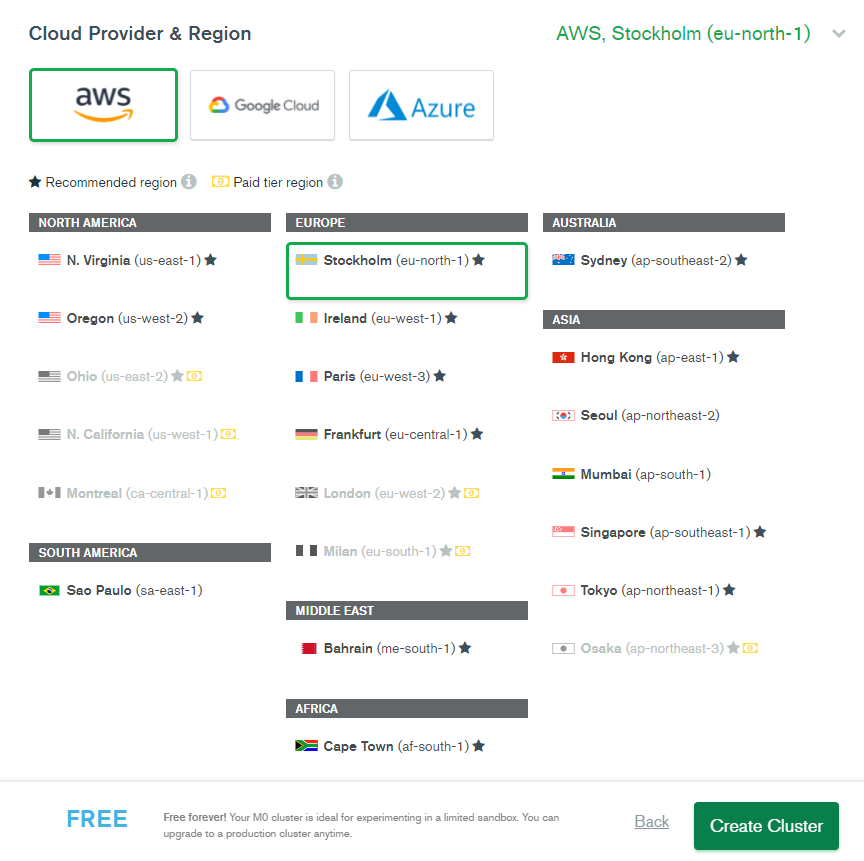 Cloud Provider & Region
AWS, Stockholm (eu-north-1)
aws
Google Cloud
Azure
Recommended region
Paid tier region
NORTH AMERICA
N. Virginia (us-east-1)
Oregon (us-west-2)
Ohio (us-east-2)
N. California (us-west-1)
Montreal (ca-central-1)
SOUTH AMERICA
Sao Paulo (sa-east-1)
EUROPE
Stockholm (eu-north-1)
Ireland (eu-west-1)
Paris (eu-west-3)
Frankfurt (eu-central-1)
London (eu-west-2)
Milan (eu-south-1)
MIDDLE EAST
Bahrain (me-south-1)
AFRICA
Cape Town (af-south-1)
AUSTRALIA
Sydney (ap-southeast-2)
ASIA
Hong Kong (ap-east-1)
Seoul (ap-northeast-2)
Mumbai (ap-south-1)
Singapore (ap-southeast-1)
Tokyo (ap-northeast-1)
Osaka (ap-northeast-3)
FREE
Free forever! Your M0 cluster is ideal for experimenting in a limited sandbox. You can
upgrade to a production cluster anytime.
Back
Create Cluster